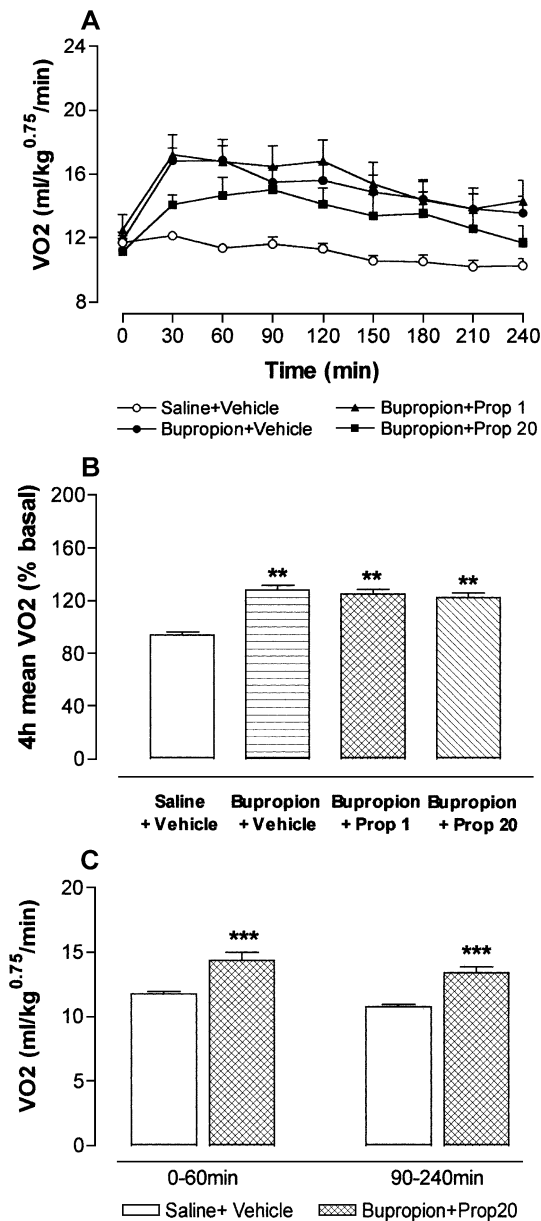 A
VO2 (ml/kg0.75/min)
24
20
16
12
8
0 30 60 90 120 150 180 210 240
Time (min)
Saline+Vehicle
Bupropion+Prop 1
Bupropion+Vehicle
Bupropion+Prop 20
B
4h mean VO2 (% basal)
200
160
120
80
40
0
** ** **
Saline + Vehicle
Bupropion + Vehicle
Bupropion + Prop 1
Bupropion + Prop 20
C
VO2 (ml/kg0.75/min)
20
15
10
5
0
*** ***
0-60min 90-240min
Saline+ Vehicle
Bupropion+Prop20